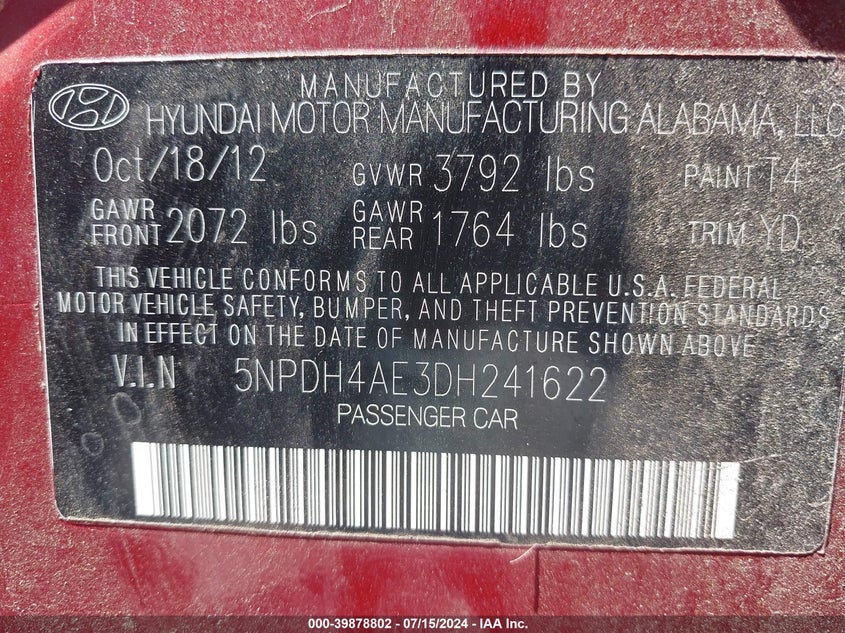 MANUFACTURED BY
HYUNDAI MOTOR MANUFACTURING ALABAMA, LLC
Oct/18/12 GVWR 3792 lbs PAINT T4
GAWR FRONT 2072 lbs GAWR REAR 1764 lbs TRIM YD
THIS VEHICLE CONFORMS TO ALL APPLICABLE U.S.A. FEDERAL
MOTOR VEHICLE SAFETY, BUMPER, AND THEFT PREVENTION STANDARDS
IN EFFECT ON THE DATE OF MANUFACTURE SHOWN ABOVE.
V.I.N 5NPDH4AE3DH241622
PASSENGER CAR
000-39878802 - 07/15/2024 - IAA Inc.